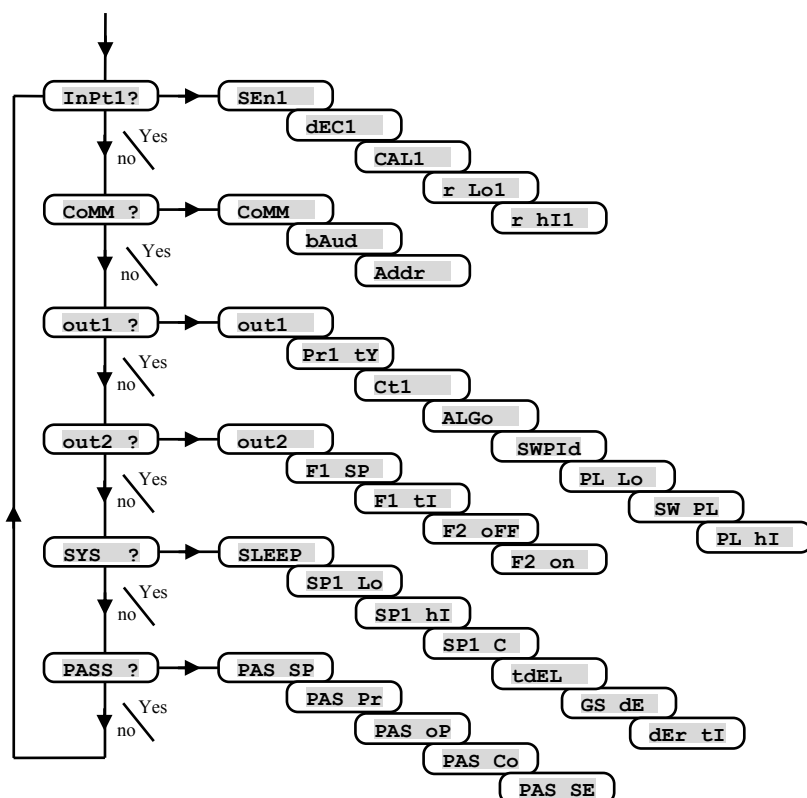 InPt1?
SEn1
dEC1
CAL1
r Lo1
r hI1
Yes
no
CoMM ?
CoMM
bAud
Addr
Yes
no
out1 ?
out1
Pr1 tY
Ct1
ALGo
SWPId
PL Lo
SW PL
PL hI
Yes
no
out2 ?
out2
F1 SP
F1 tI
F2 oFF
F2 on
Yes
no
SYS ?
SLEEP
SP1 Lo
SP1 hI
SP1 C
tdEL
GS dE
dEr tI
Yes
no
PASS ?
PAS SP
PAS Pr
PAS oP
PAS Co
PAS SE
Yes
no